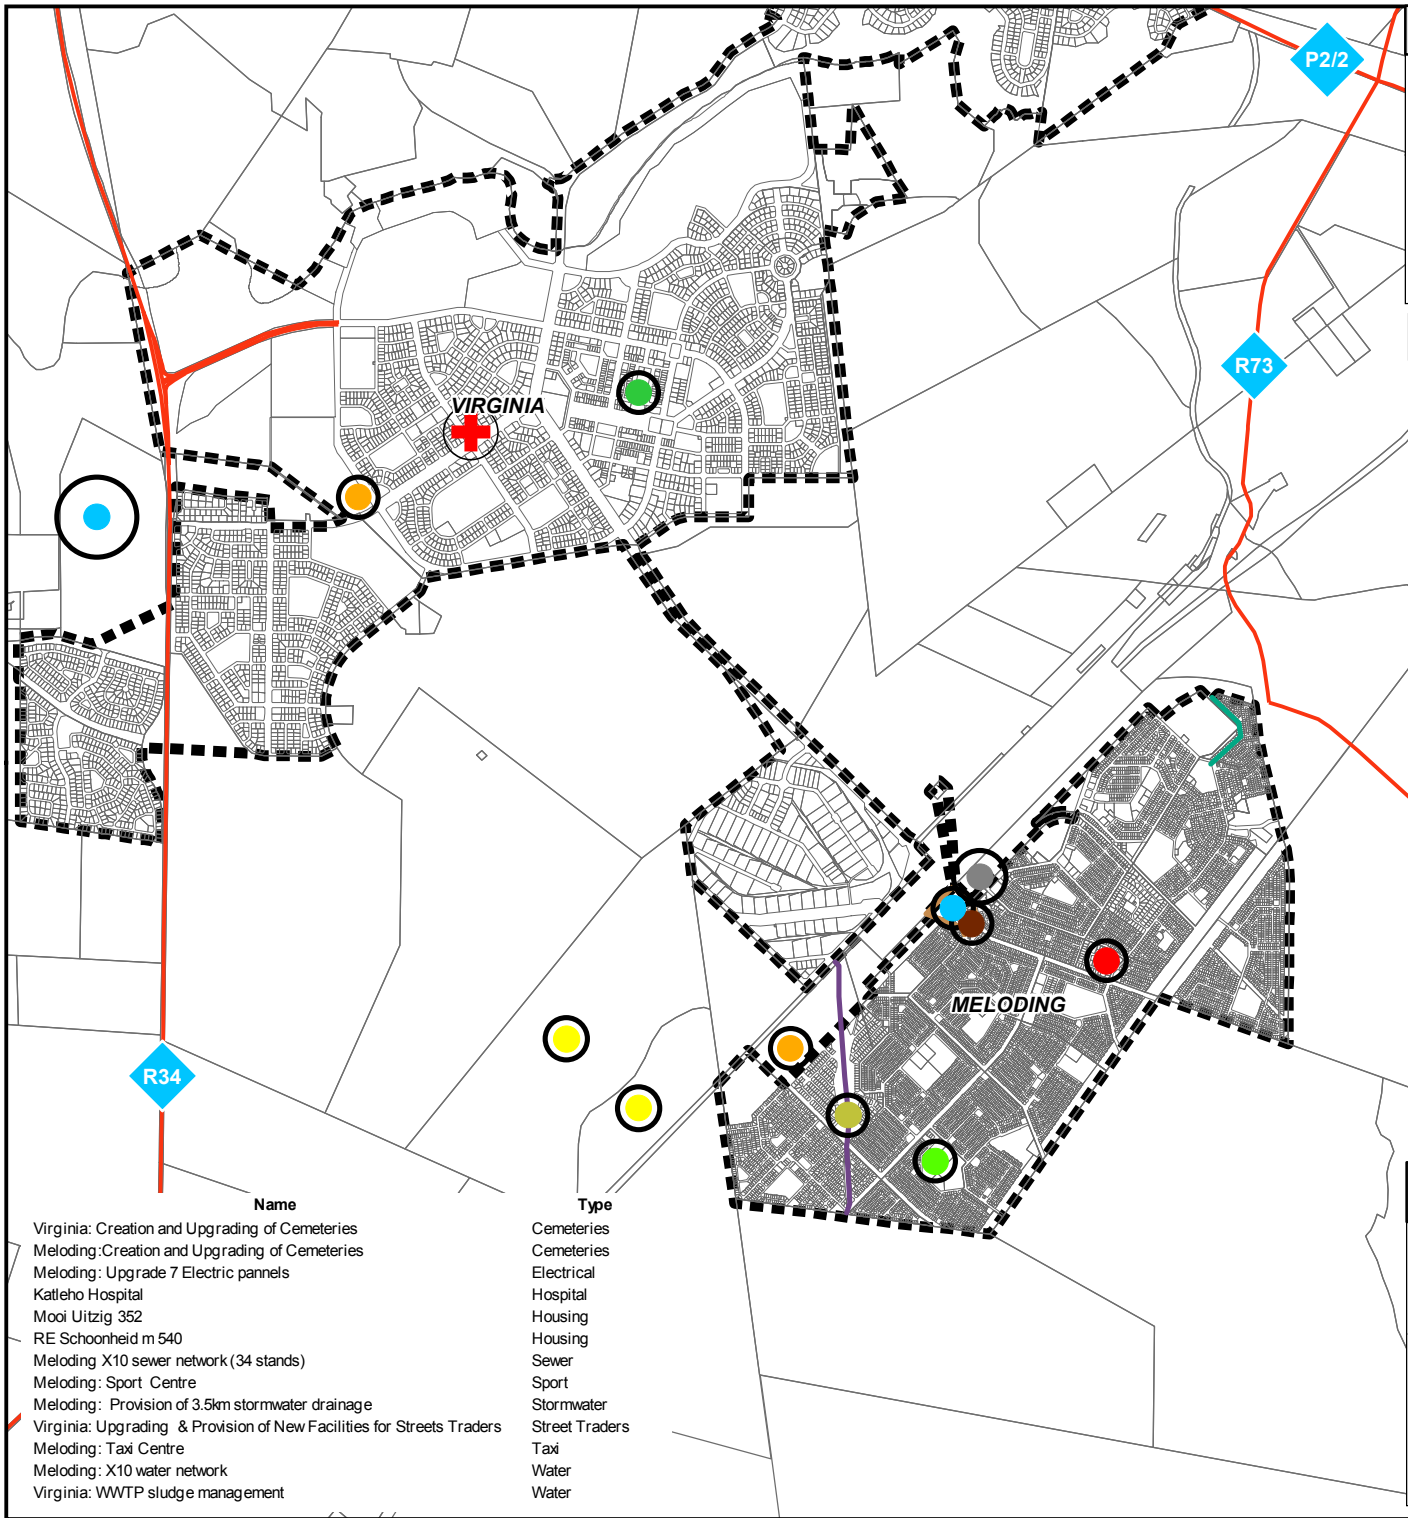 P2/2
R73
VIRGINIA
MELODING
R34
Name Type
Virginia: Creation and Upgrading of Cemeteries Cemeteries
Meloding:Creation and Upgrading of Cemeteries Cemeteries
Meloding: Upgrade 7 Electric pannels Electrical
Katleho Hospital Hospital
Mooi Uitzig 352 Housing
RE Schoonheid m 540 Housing
Meloding X10 sewer network (34 stands) Sewer
Meloding: Sport Centre Sport
Meloding: Provision of 3.5km stormwater drainage Stormwater
Virginia: Upgrading & Provision of New Facilities for Streets Traders Street Traders
Meloding: Taxi Centre Taxi
Meloding: X10 water network Water
Virginia: WWTP sludge management Water